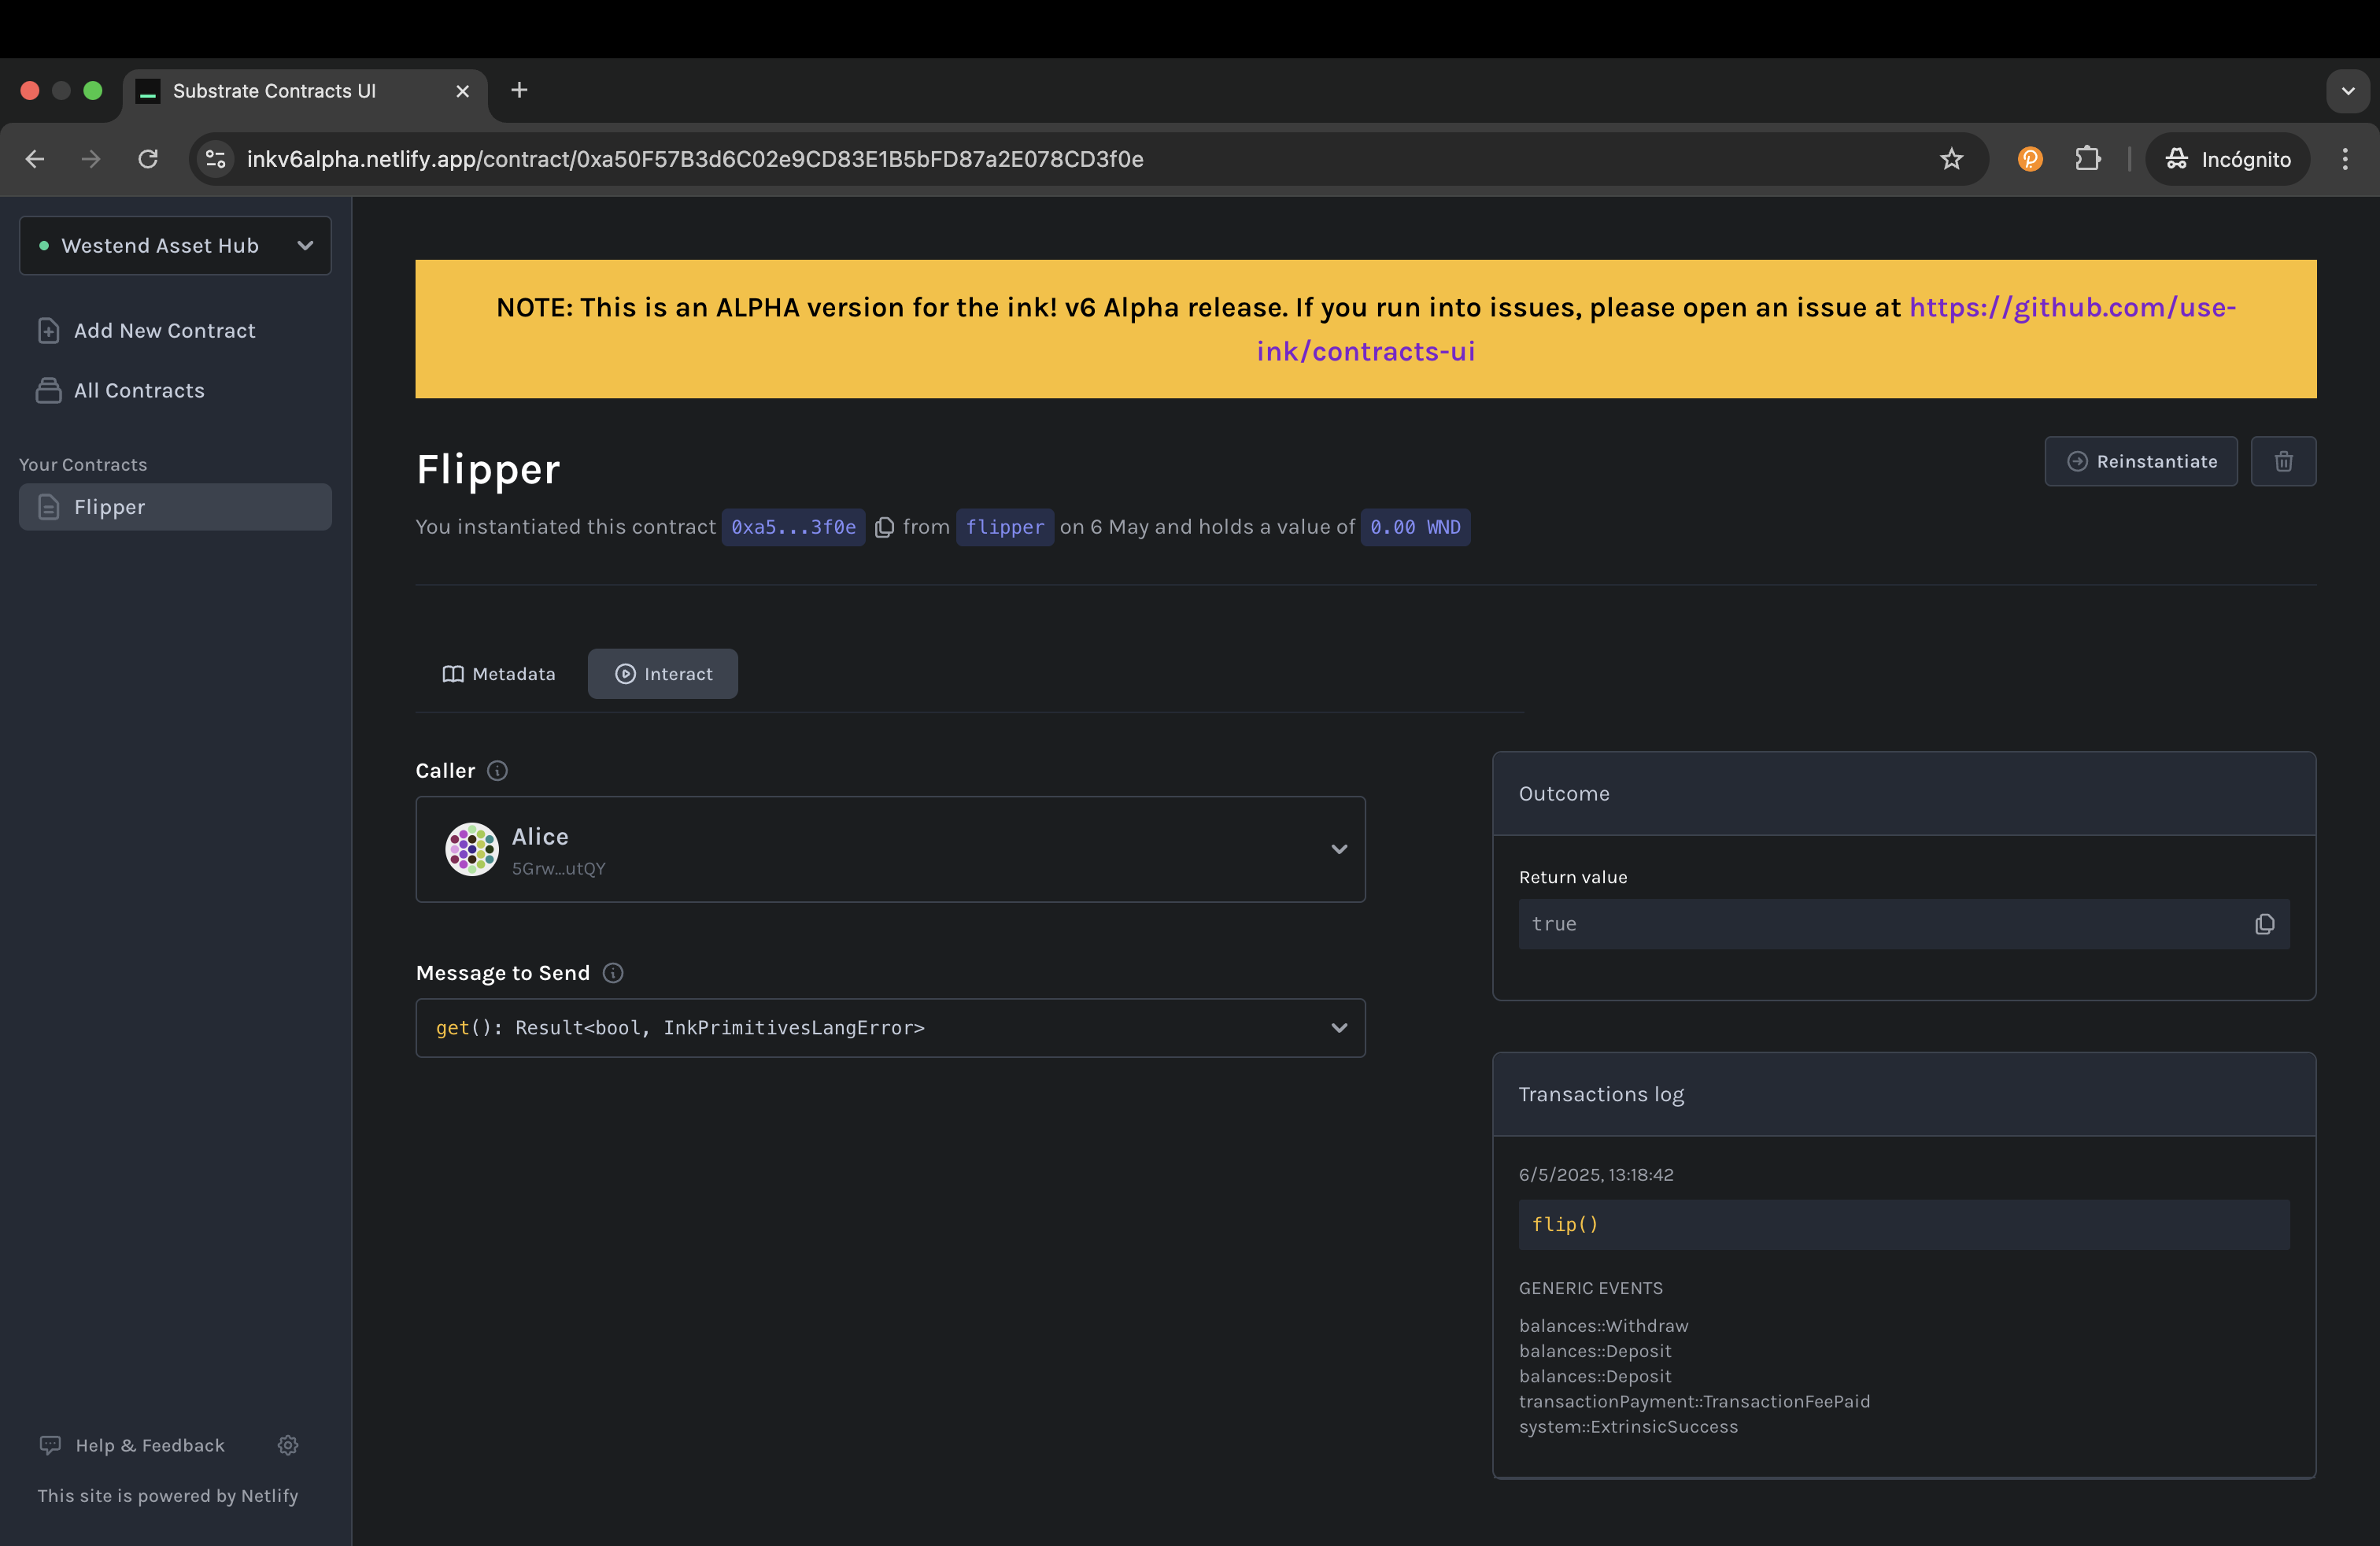 Substrate Contracts UI
inkv6alpha.netlify.app/contract/0xa50F57B3d6C02e9CD83E1B5bFD87a2E078CD3f0e
Incógnito
Westend Asset Hub
Add New Contract
All Contracts
Your Contracts
Flipper
Help & Feedback
This site is powered by Netlify
NOTE: This is an ALPHA version for the ink! v6 Alpha release. If you run into issues, please open an issue at https://github.com/use-
ink/contracts-ui
Flipper
Reinstantiate
You instantiated this contract 0xa5...3f0e from flipper on 6 May and holds a value of 0.00 WND
Metadata
Interact
Caller
Alice
5Grw...utQY
Message to Send
get(): Result<bool, InkPrimitivesLangError>
Outcome
Return value
true
Transactions log
6/5/2025, 13:18:42
flip()
GENERIC EVENTS
balances::Withdraw
balances::Deposit
balances::Deposit
transactionPayment::TransactionFeePaid
system::ExtrinsicSuccess